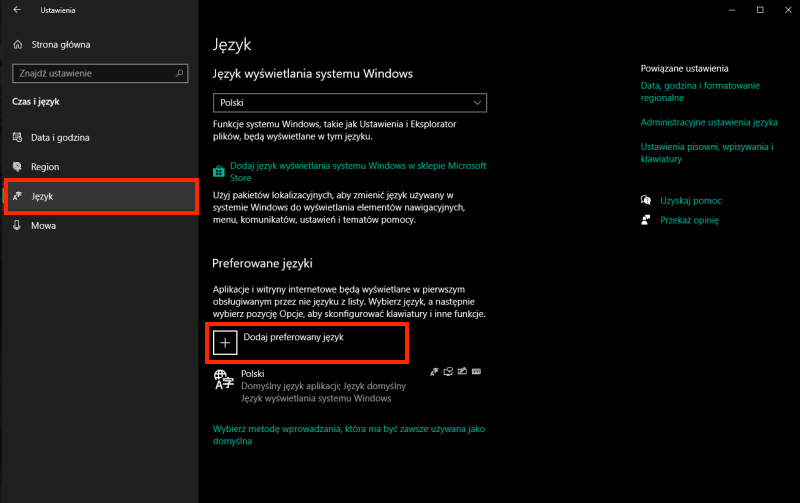 Ustawienia
Strona główna
Znajdź ustawienie
Czas i język
Data i godzina
Region
Język
Mowa
Język
Język wyświetlania systemu Windows
Polski
Funkcje systemu Windows, takie jak Ustawienia i Eksplorator
plików, będą wyświetlane w tym języku.
Dodaj język wyświetlania systemu Windows w sklepie Microsoft
Store
Użyj pakietów lokalizacyjnych, aby zmienić język używany w
systemie Windows do wyświetlania elementów nawigacyjnych,
menu, komunikatów, ustawień i tematów pomocy.
Preferowane języki
Aplikacje i witryny internetowe będą wyświetlane w pierwszym
obsługiwanym przez nie języku z listy. Wybierz język, a następnie
wybierz pozycję Opcje, aby skonfigurować klawiatury i inne funkcje.
Dodaj preferowany język
Polski
Domyślny język aplikacji; Język domyślny
Język wyświetlania systemu Windows
Wybierz metodę wprowadzania, która ma być zawsze używana jako
domyślna
Powiązane ustawienia
Data, godzina i formatowanie
regionalne
Administracyjne ustawienia języka
Ustawienia pisowni, wpisywania i
klawiatury
Uzyskaj pomoc
Przekaż opinię